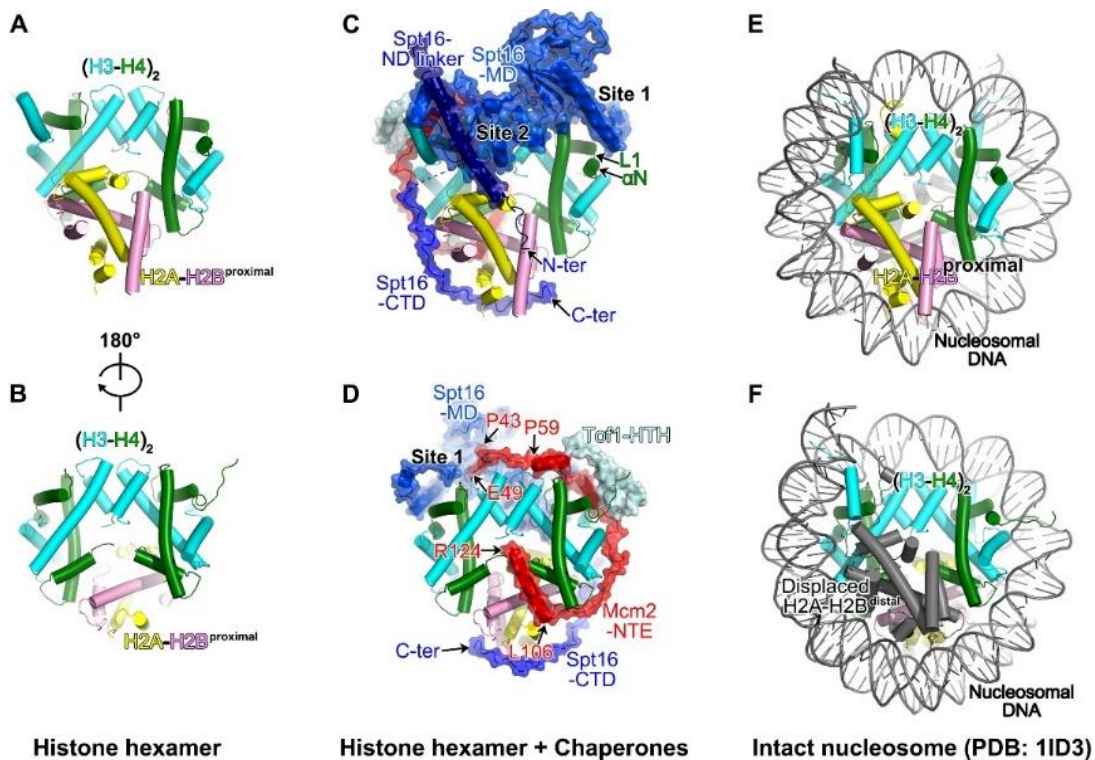 A
(H3-H4)₂
H2A-H2Bproximal
180°
B
(H3-H4)₂
H2A-H2Bproximal
Histone hexamer
C
Spt16-
ND linker
Spt16
-MD
Site 1
Site 2
L1
αN
N-ter
Spt16
-CTD
C-ter
D
Spt16
-MD
P43
P59
Tof1-HTH
Site 1
E49
R124
Mcm2
-NTE
C-ter
L106
Spt16
-CTD
Histone hexamer + Chaperones
E
(H3-H4)₂
H2A-H2Bproximal
Nucleosomal
DNA
F
(H3-H4)₂
Displaced
H2A-H2Bdistal
Nucleosomal
DNA
Intact nucleosome (PDB: 1ID3)